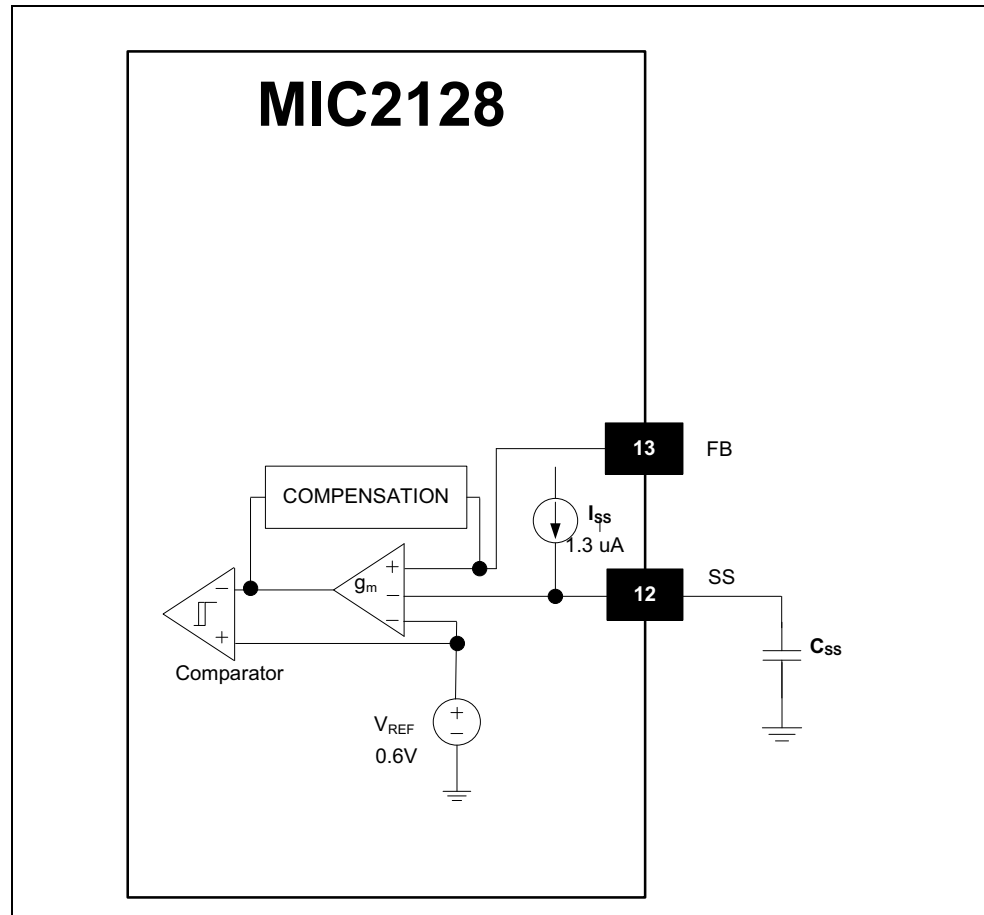 MIC2128
13
FB
COMPENSATION
ISS
1.3 uA
+
gm
−
−
−
+
12
SS
CSS
Comparator
VREF
0.6V
+
−